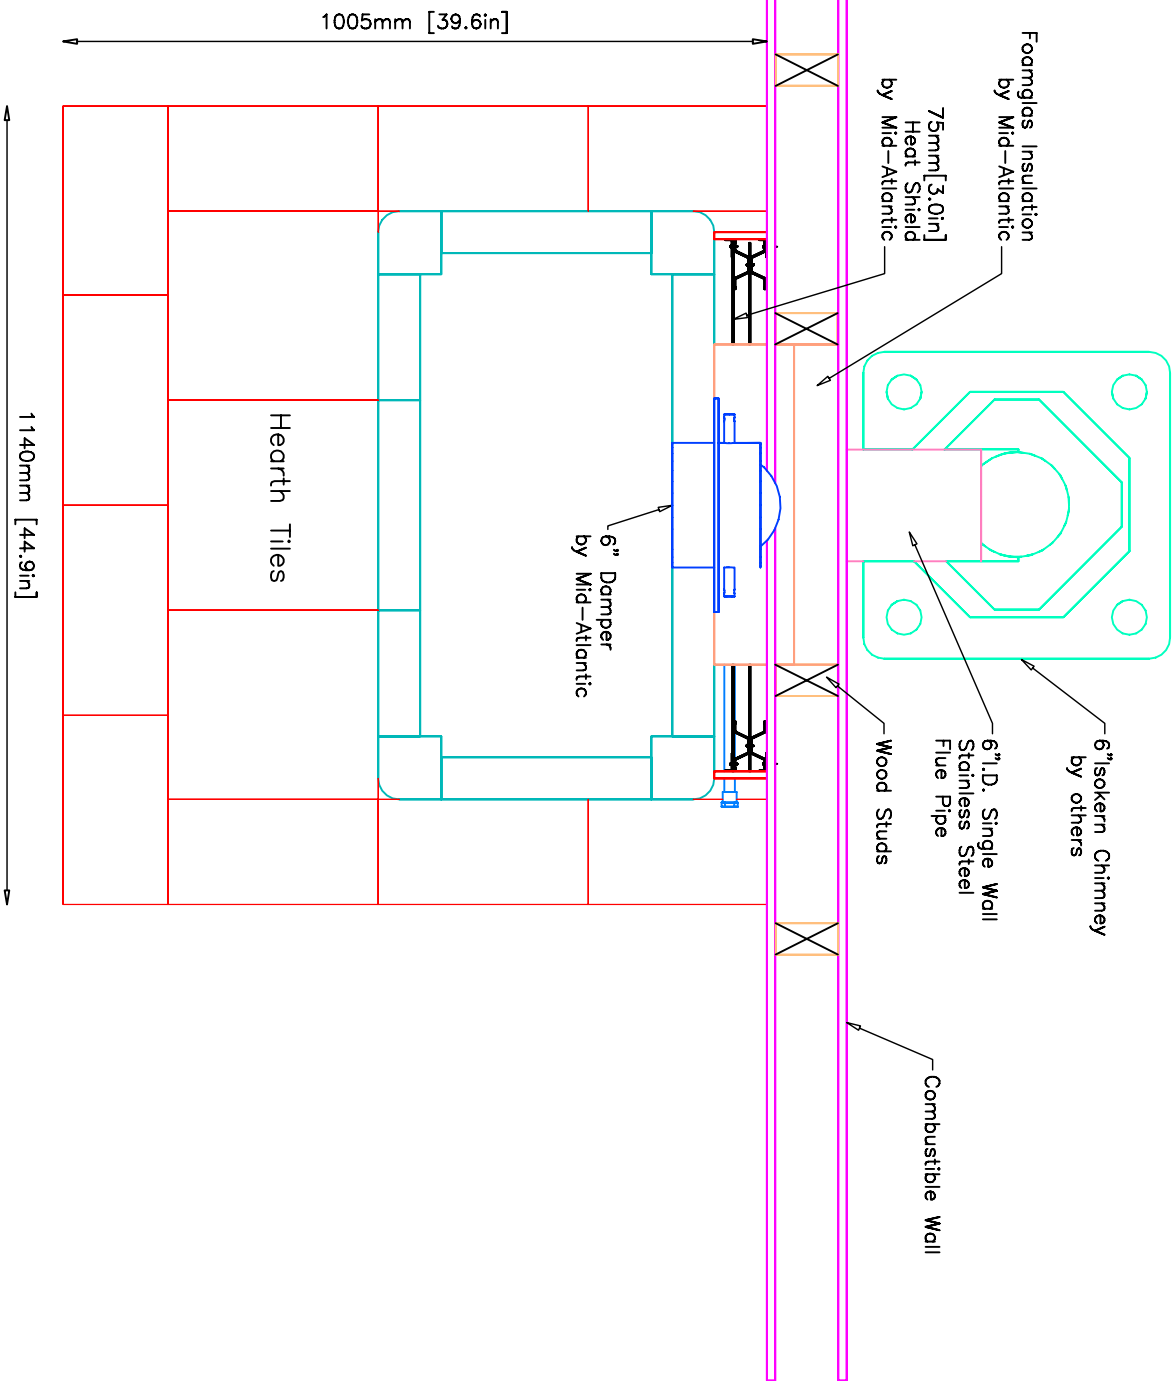 1005mm [39.6in]
Foamglas Insulation
by Mid-Atlantic
75mm[3.0in]
Heat Shield
by Mid-Atlantic
6"Isokern Chimney
by others
6"I.D. Single Wall
Stainless Steel
Flue Pipe
Wood Studs
Combustible Wall
6" Damper
by Mid-Atlantic
Hearth Tiles
1140mm [44.9in]